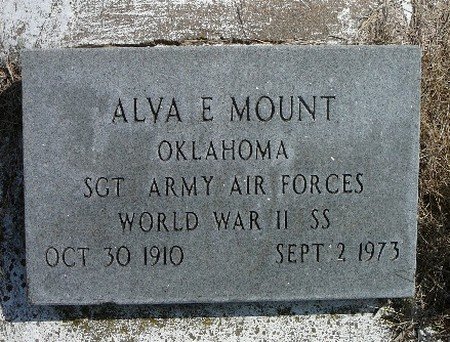 ALVA E MOUNT
OKLAHOMA
SGT ARMY AIR FORCES
WORLD WAR II SS
OCT 30 1910 SEPT 2 1973